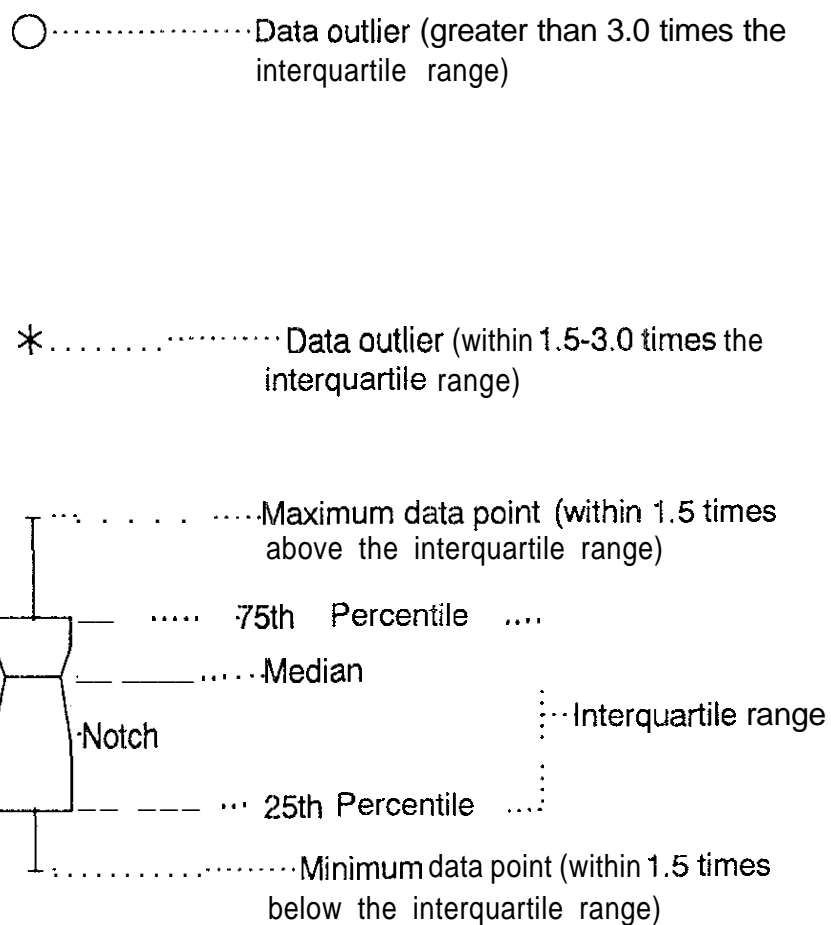 Data outlier (greater than 3.0 times the
interquartile range)
Data outlier (within 1.5-3.0 times the
interquartile range)
Maximum data point (within 1.5 times
above the interquartile range)
75th Percentile
Median
Interquartile range
Notch
25th Percentile
Minimum data point (within 1.5 times
below the interquartile range)